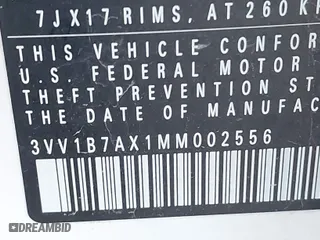 7JX17 RIMS, AT 260 K
THIS VEHICLE CONFOR
U.S. FEDERAL MOTOR
THEFT PREVENTION ST
THE DATE OF MANUFAC
3VV1B7AX1MM002556
DREAMBID